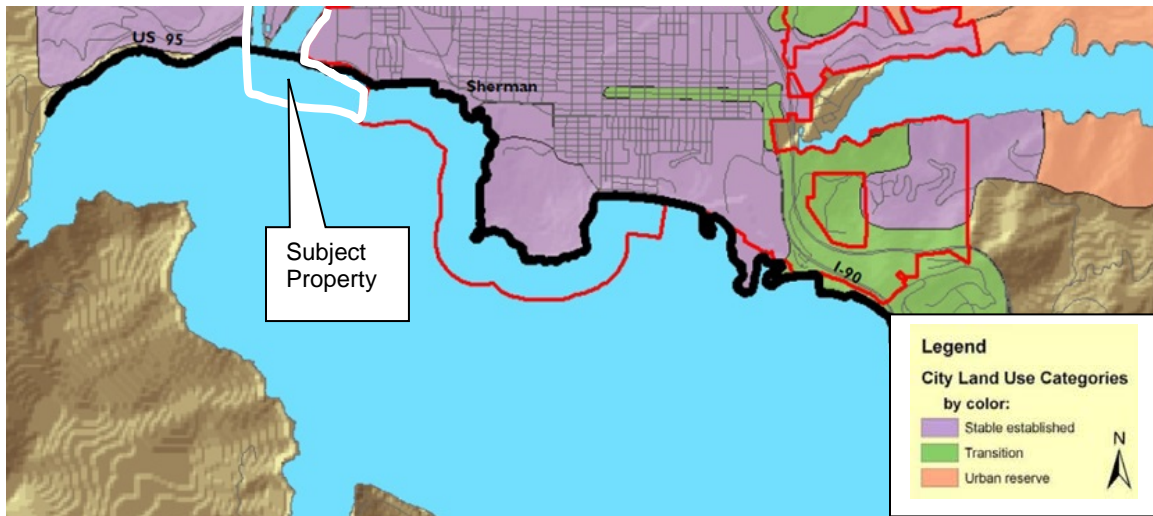 US 95
Sherman
Subject
Property
I-90
Legend
City Land Use Categories
by color:
Stable established
Transition
Urban reserve
N